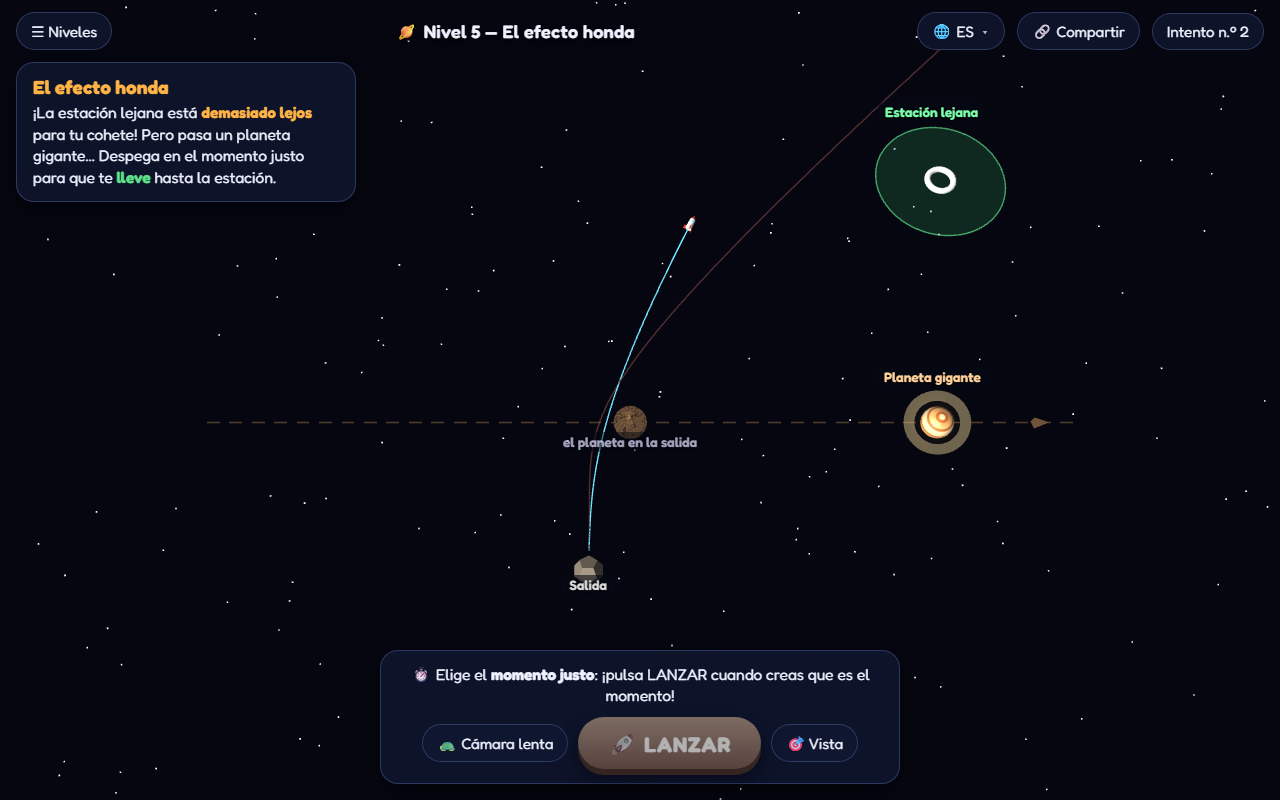 ☰ Niveles
🪐 Nivel 5 — El efecto honda
🌐 ES ▾
🔗 Compartir
Intento n.º 2
El efecto honda
¡La estación lejana está demasiado lejos
para tu cohete! Pero pasa un planeta
gigante... Despega en el momento justo
para que te lleve hasta la estación.
Estación lejana
Planeta gigante
el planeta en la salida
Salida
⏱️ Elige el momento justo: ¡pulsa LANZAR cuando creas que es el
momento!
🐢 Cámara lenta
🚀 LANZAR
🎯 Vista